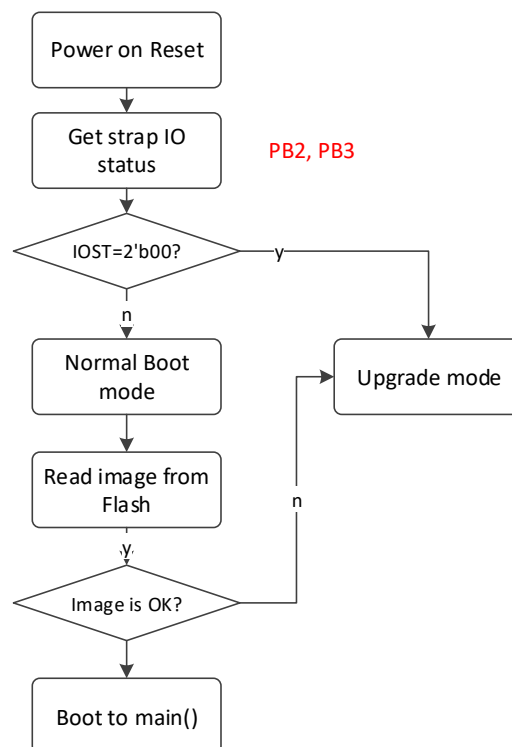 Power on Reset
Get strap IO
status
PB2, PB3
IOST=2'b00?
y
n
Normal Boot
mode
Upgrade mode
Read image from
Flash
n
y
Image is OK?
Boot to main()